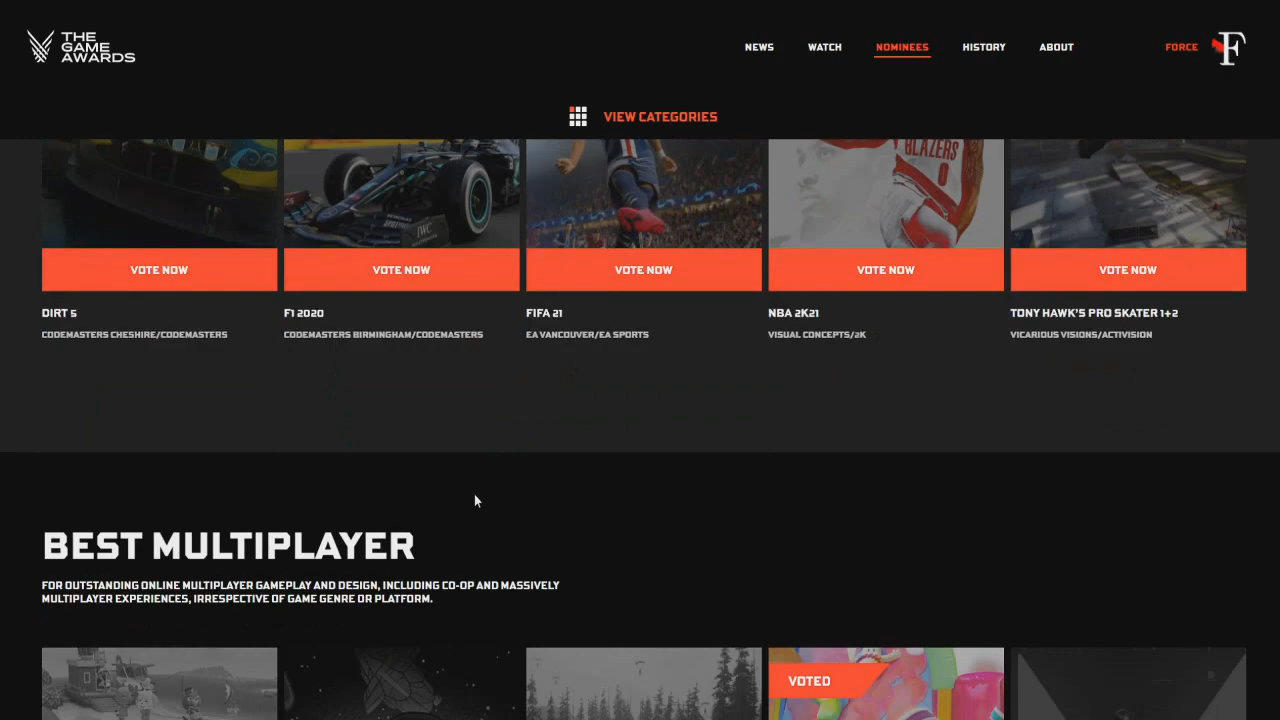 THE
GAME
AWARDS
NEWS
WATCH
NOMINEES
HISTORY
ABOUT
FORCE
F
VIEW CATEGORIES
BLAZERS
0
IWC
VOTE NOW
VOTE NOW
VOTE NOW
VOTE NOW
VOTE NOW
DIRT 5
F1 2020
FIFA 21
NBA 2K21
TONY HAWK'S PRO SKATER 1+2
CODEMASTERS CHESHIRE/CODEMASTERS
CODEMASTERS BIRMINGHAM/CODEMASTERS
EA VANCOUVER/EA SPORTS
VISUAL CONCEPTS/2K
VICARIOUS VISIONS/ACTIVISION
BEST MULTIPLAYER
FOR OUTSTANDING ONLINE MULTIPLAYER GAMEPLAY AND DESIGN, INCLUDING CO-OP AND MASSIVELY
MULTIPLAYER EXPERIENCES, IRRESPECTIVE OF GAME GENRE OR PLATFORM.
VOTED